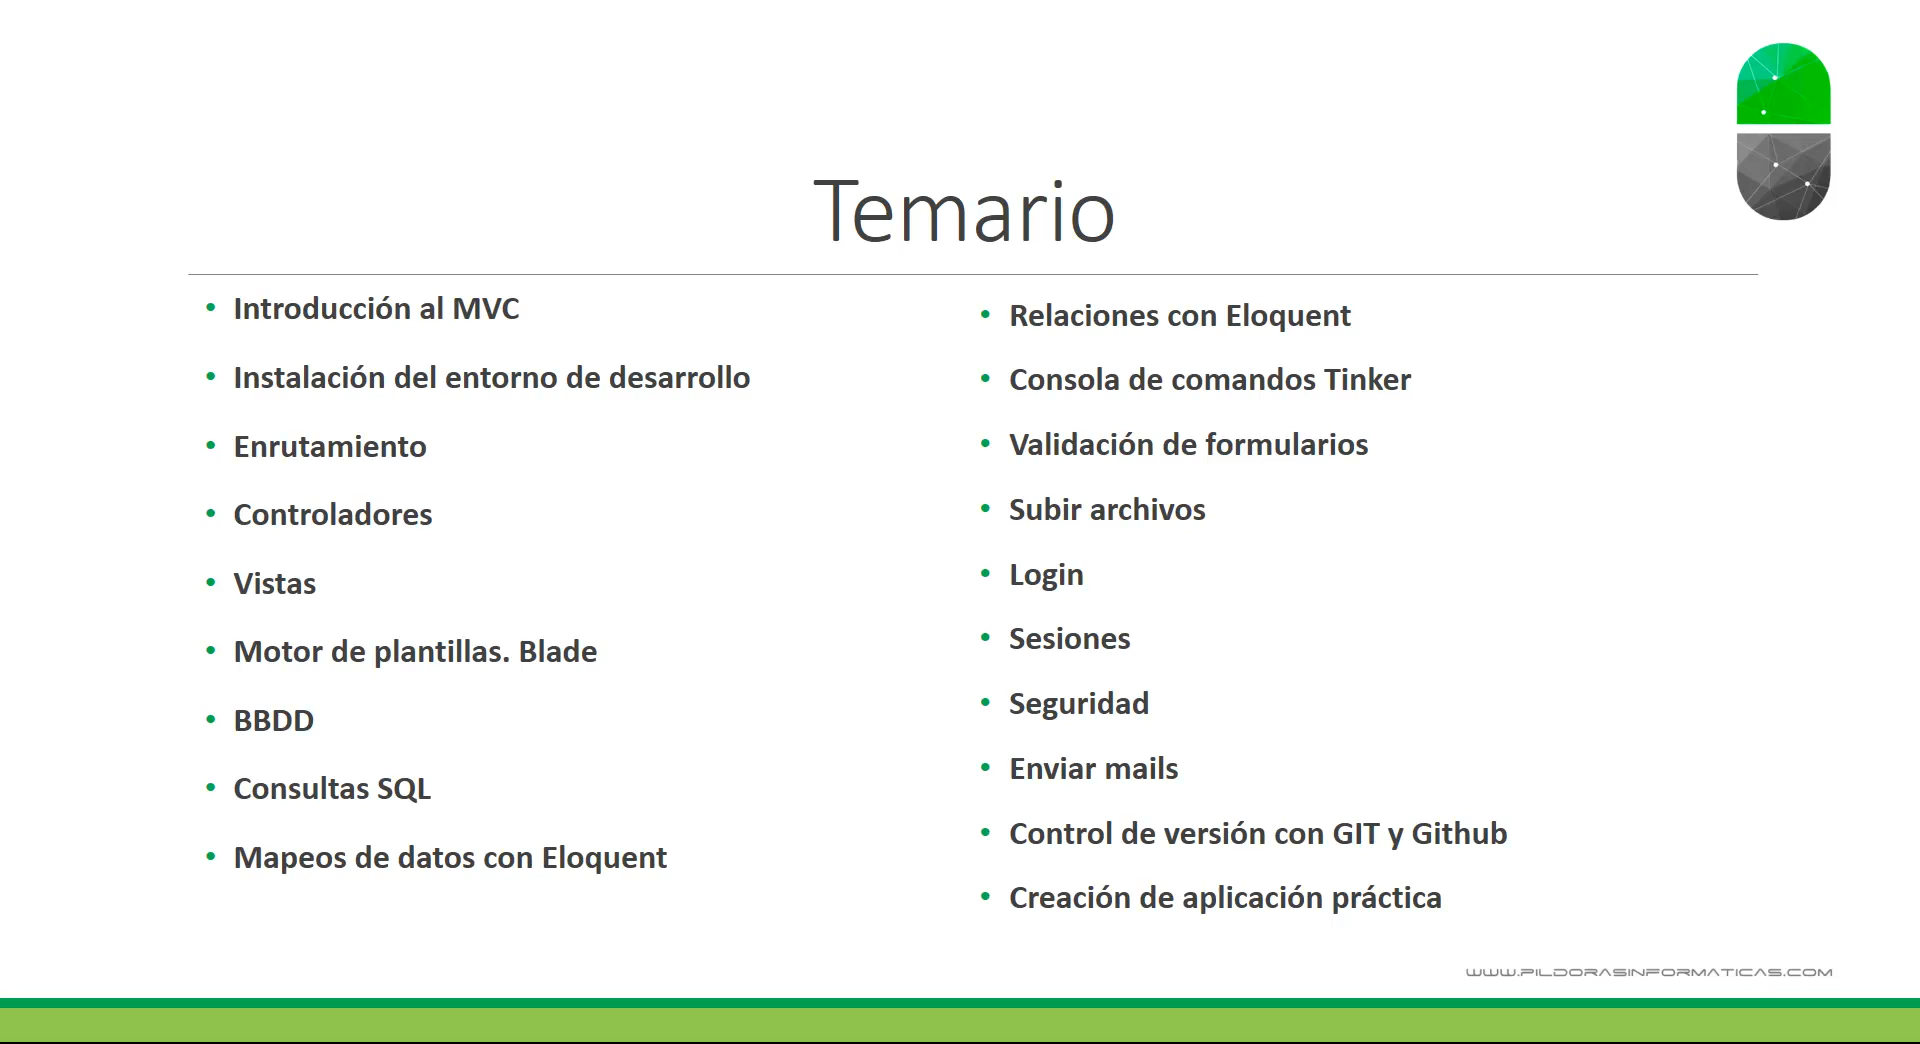 Temario
Introducción al MVC
Instalación del entorno de desarrollo
Enrutamiento
Controladores
Vistas
Motor de plantillas. Blade
BBDD
Consultas SQL
Mapeos de datos con Eloquent
Relaciones con Eloquent
Consola de comandos Tinker
Validación de formularios
Subir archivos
Login
Sesiones
Seguridad
Enviar mails
Control de versión con GIT y Github
Creación de aplicación práctica
WWW.PILDORASINFORMATICAS.COM